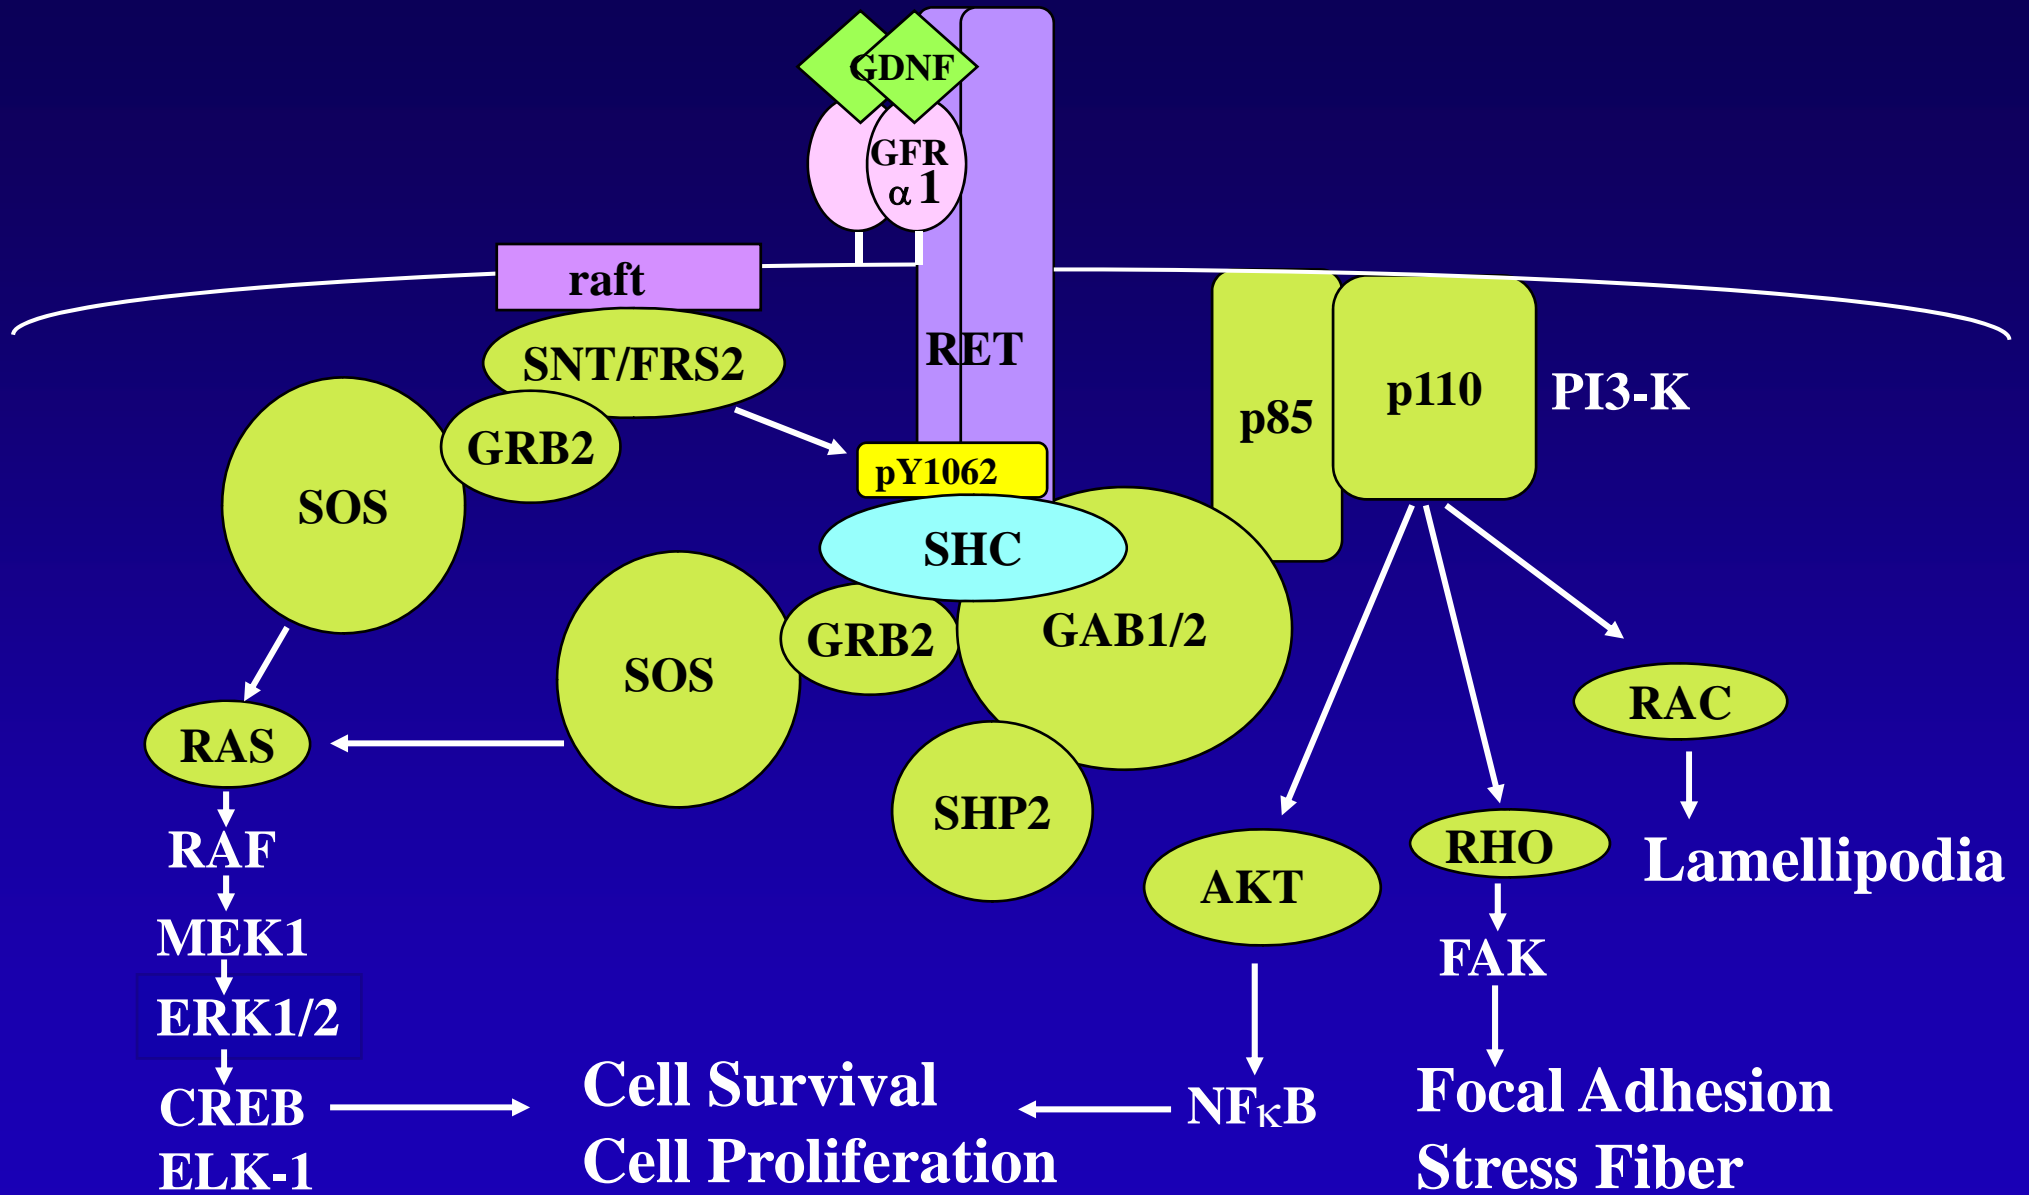 GDNF
GFR
α1
raft
RET
SNT/FRS2
p110
PI3-K
p85
GRB2
pY1062
SOS
SHC
GAB1/2
GRB2
SOS
RAC
RAS
SHP2
RHO
RAF
Lamellipodia
AKT
MEK1
FAK
ERK1/2
Cell Survival
Focal Adhesion
CREB
NFκB
Cell Proliferation
Stress Fiber
ELK-1